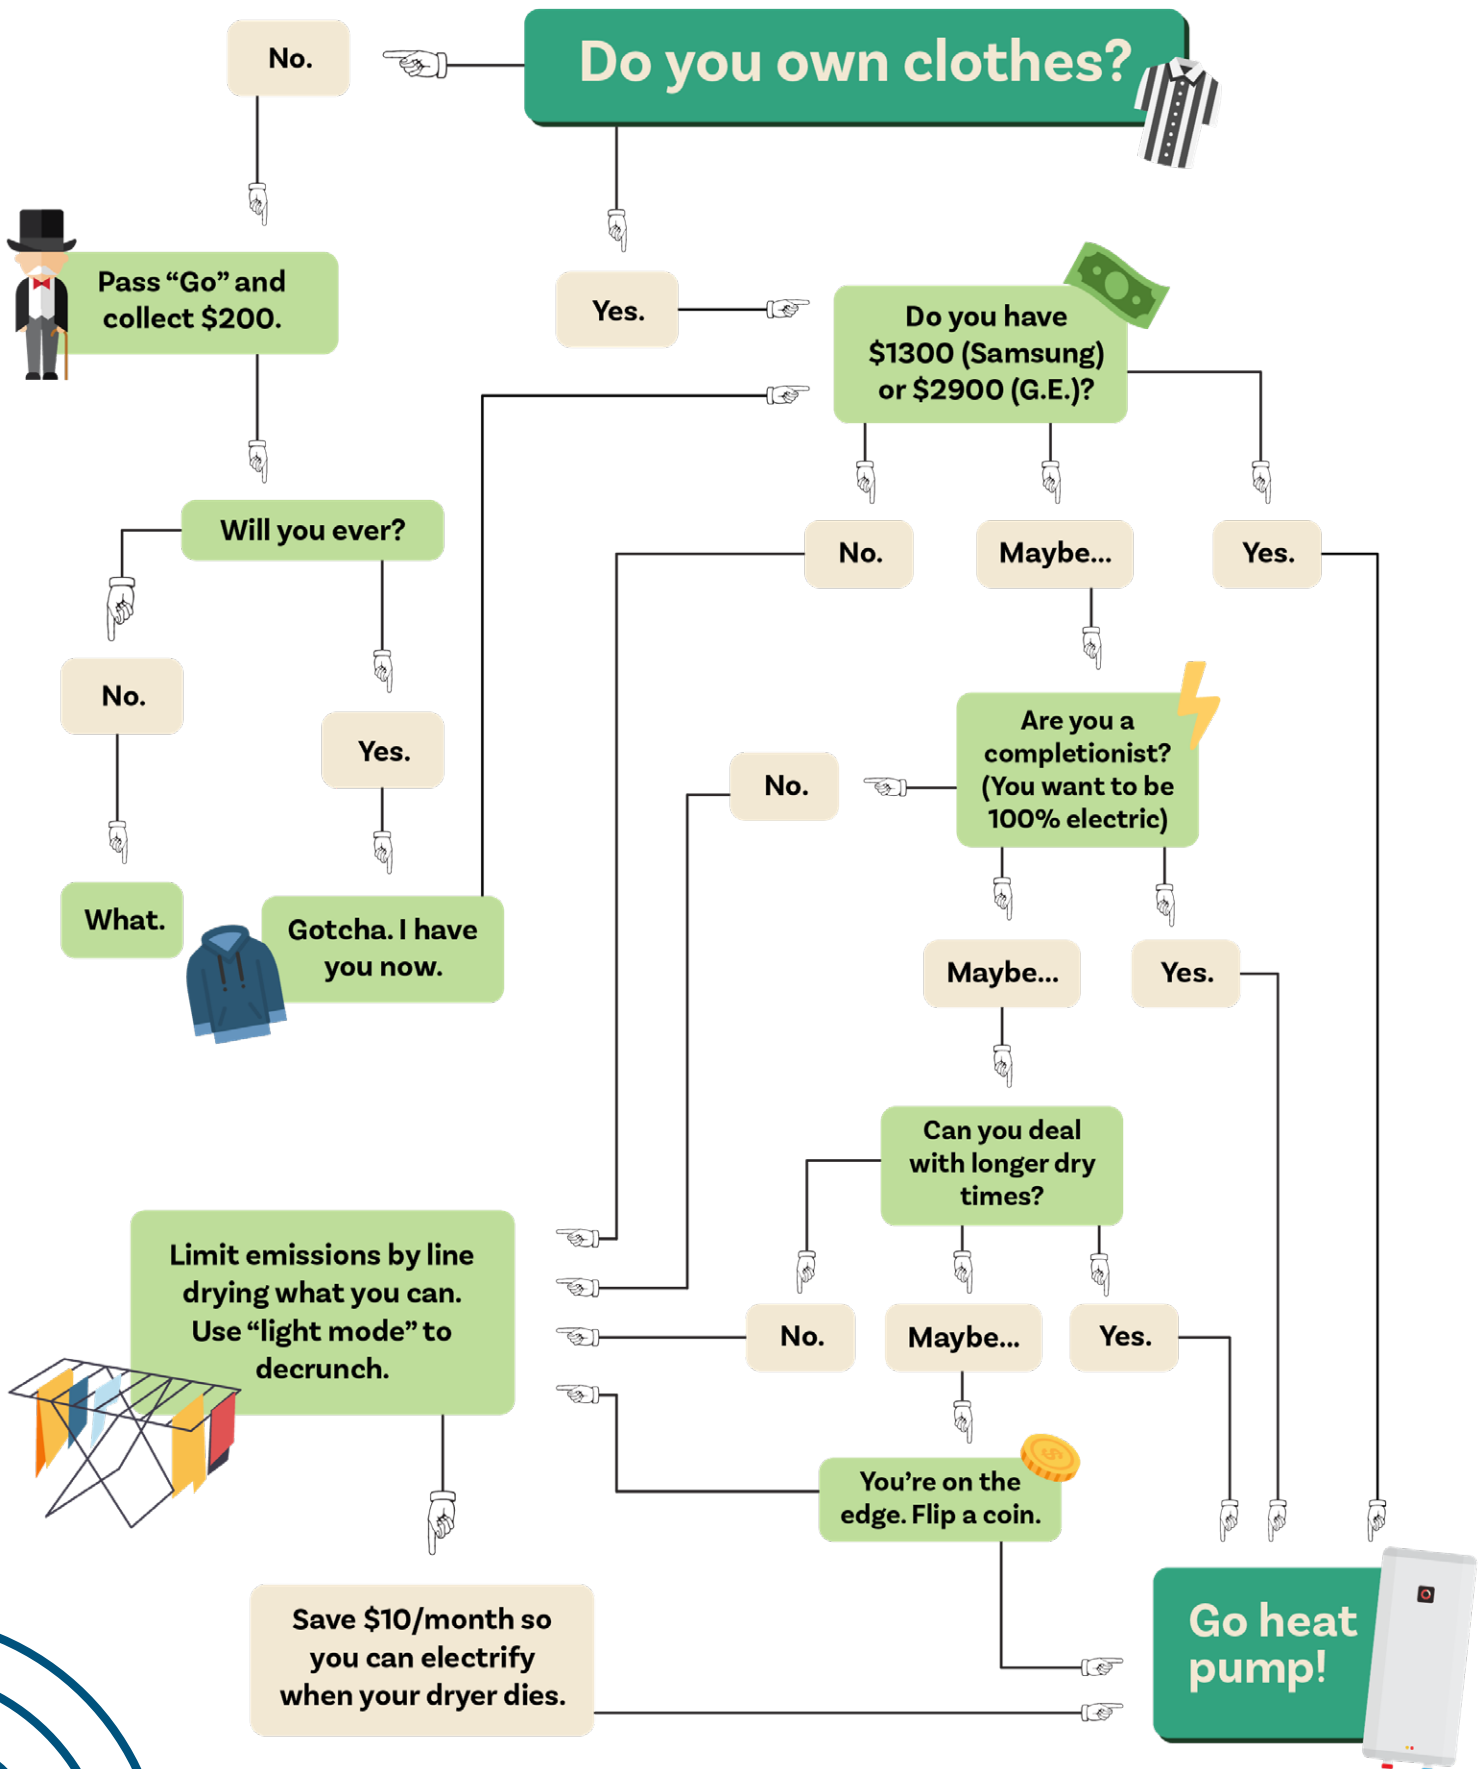 Do you own clothes?
No.
Pass “Go” and
collect $200.
Yes.
Do you have
$1300 (Samsung)
or $2900 (G.E.)?
Will you ever?
No.
Maybe...
Yes.
No.
Yes.
Are you a
completionist?
(You want to be
100% electric)
No.
What.
Gotcha. I have
you now.
Maybe...
Yes.
Can you deal
with longer dry
times?
Limit emissions by line
drying what you can.
Use “light mode” to
decrunch.
No.
Maybe...
Yes.
You’re on the
edge. Flip a coin.
Save $10/month so
you can electrify
when your dryer dies.
Go heat
pump!